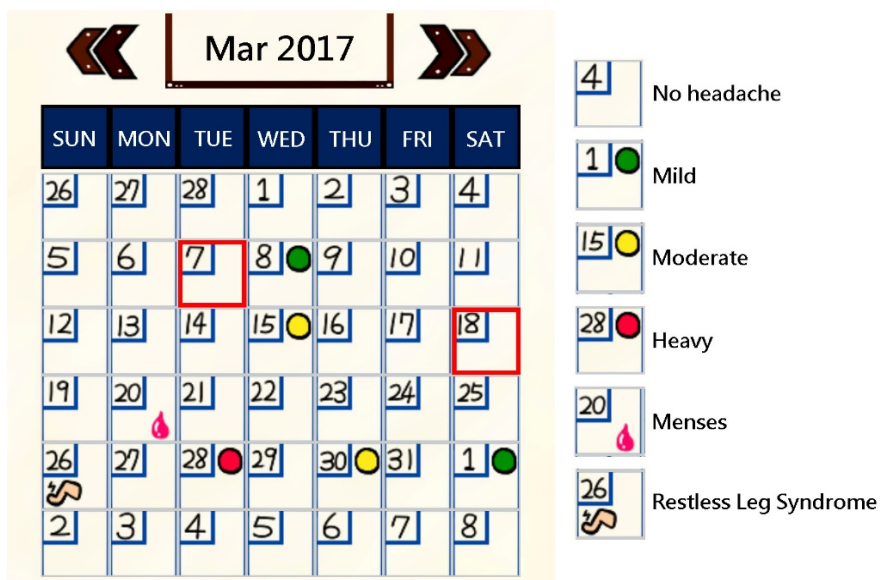 Mar 2017
SUN MON TUE WED THU FRI SAT
26 27 28 1 2 3 4
5 6 7 8 9 10 11
12 13 14 15 16 17 18
19 20 21 22 23 24 25
26 27 28 29 30 31 1
2 3 4 5 6 7 8
4 No headache
1 Mild
15 Moderate
28 Heavy
20 Menses
26 Restless Leg Syndrome